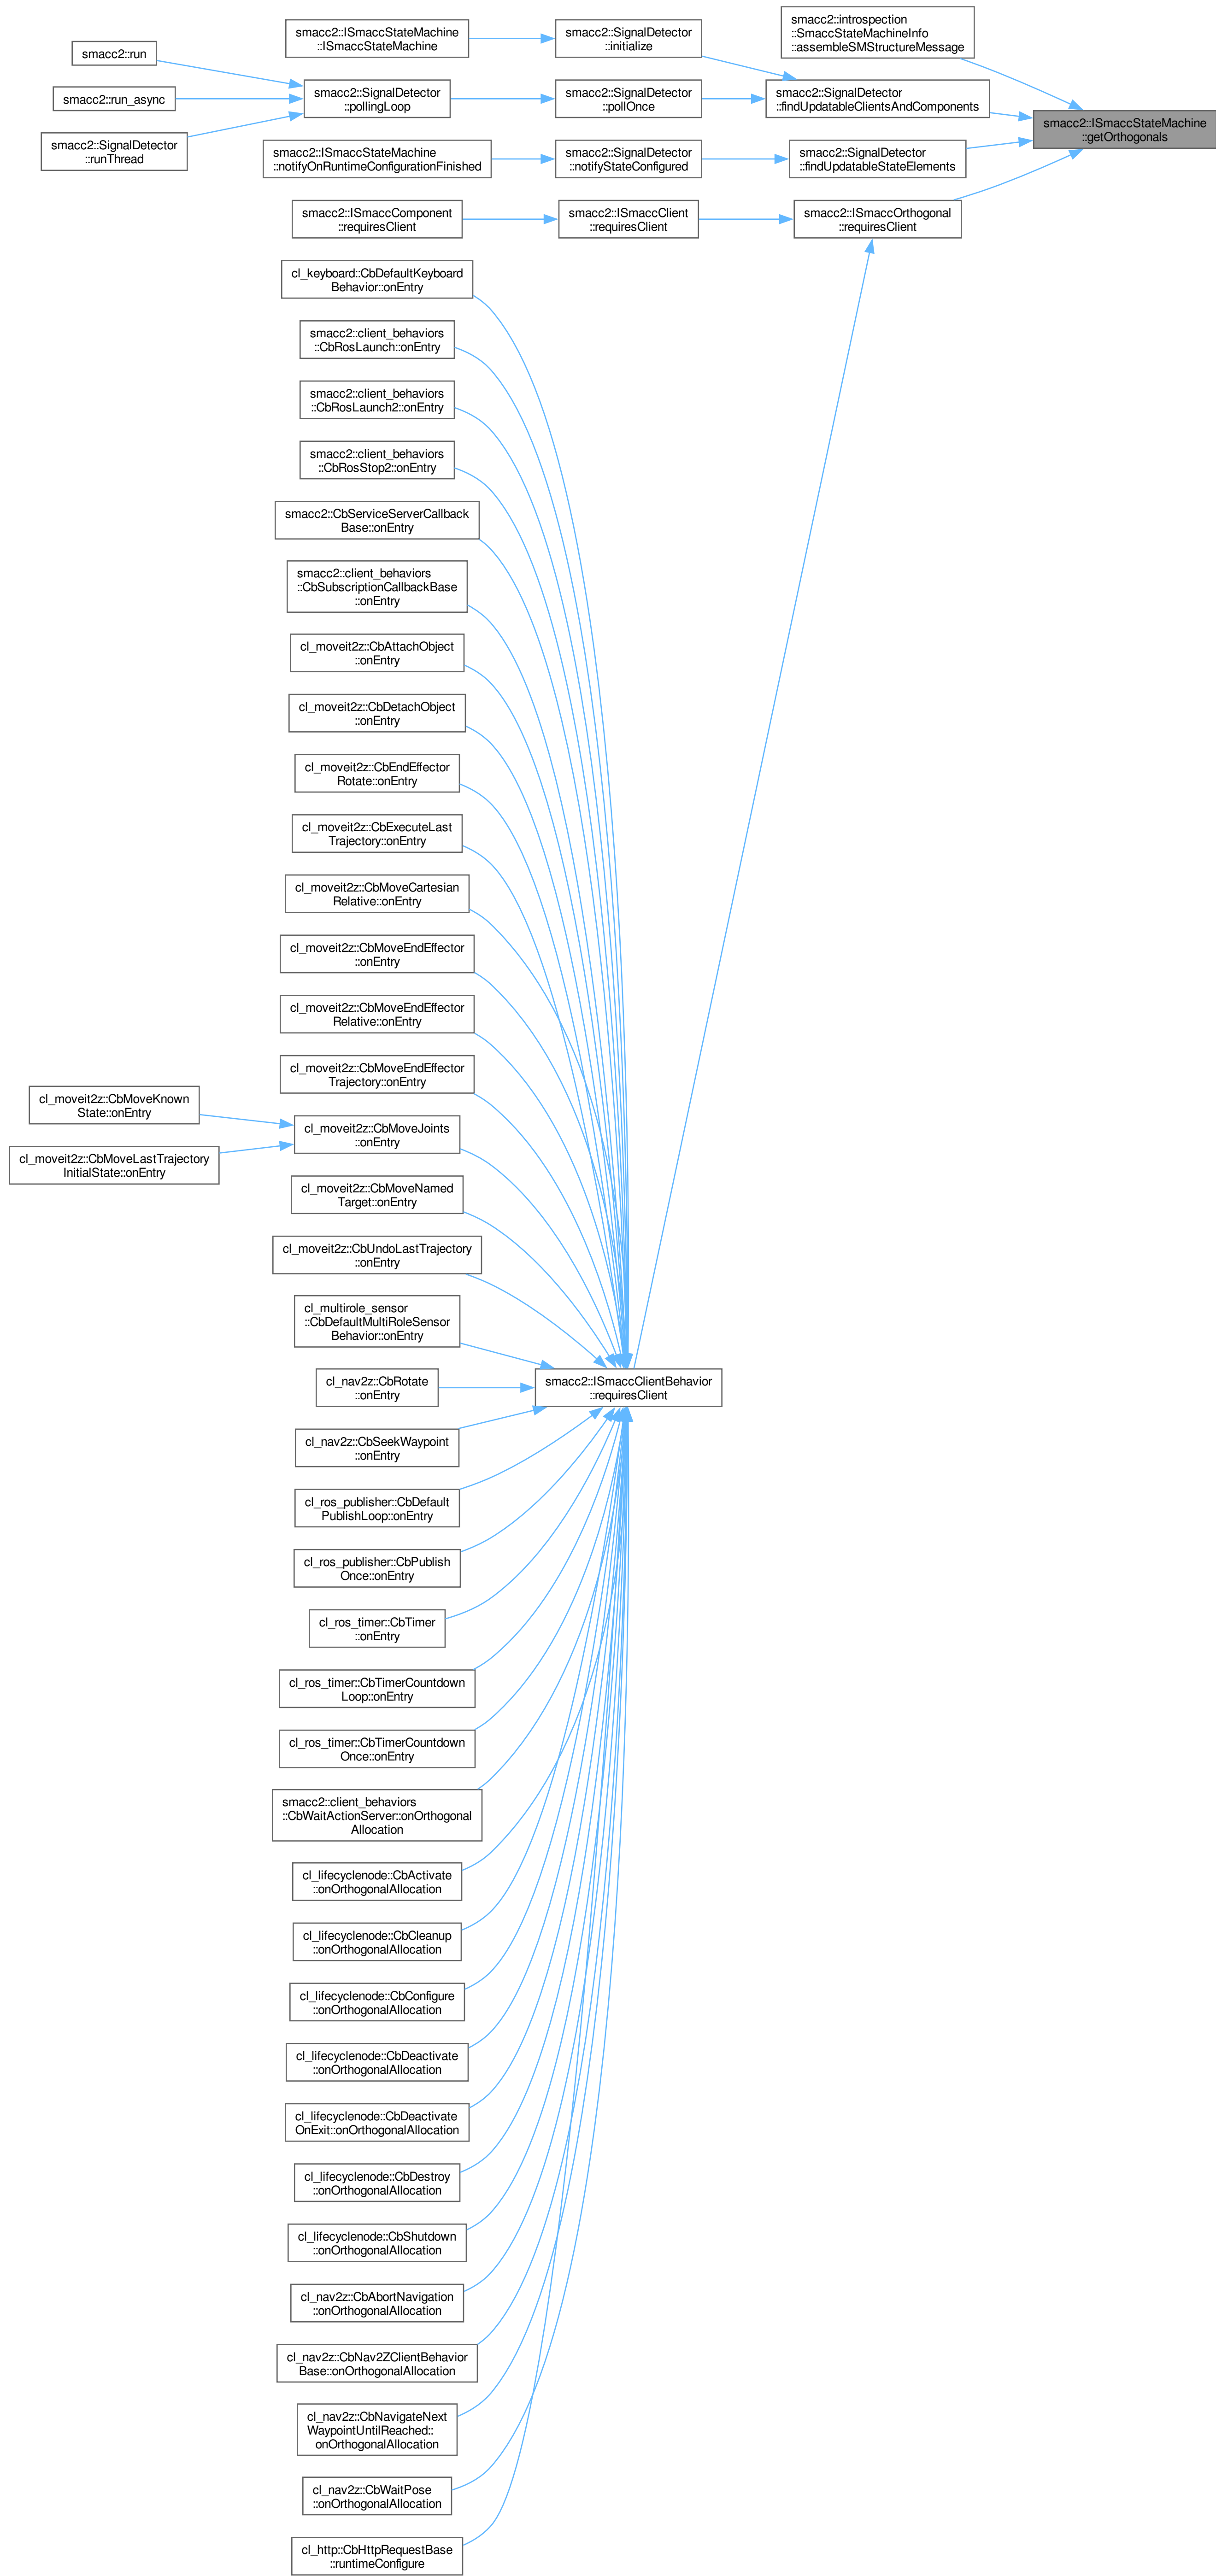 smacc2::introspection
::SmaccStateMachineInfo
::assembleSMStructureMessage
smacc2::ISmaccStateMachine
::ISmaccStateMachine
smacc2::SignalDetector
::initialize
smacc2::run
smacc2::run_async
smacc2::SignalDetector
::runThread
smacc2::SignalDetector
::pollingLoop
smacc2::SignalDetector
::pollOnce
smacc2::SignalDetector
::findUpdatableClientsAndComponents
smacc2::ISmaccStateMachine
::getOrthogonals
smacc2::ISmaccStateMachine
::notifyOnRuntimeConfigurationFinished
smacc2::SignalDetector
::notifyStateConfigured
smacc2::SignalDetector
::findUpdatableStateElements
smacc2::ISmaccComponent
::requiresClient
smacc2::ISmaccClient
::requiresClient
smacc2::ISmaccOrthogonal
::requiresClient
cl_keyboard::CbDefaultKeyboard
Behavior::onEntry
smacc2::client_behaviors
::CbRosLaunch::onEntry
smacc2::client_behaviors
::CbRosLaunch2::onEntry
smacc2::client_behaviors
::CbRosStop2::onEntry
smacc2::CbServiceServerCallback
Base::onEntry
smacc2::client_behaviors
::CbSubscriptionCallbackBase
::onEntry
cl_moveit2z::CbAttachObject
::onEntry
cl_moveit2z::CbDetachObject
::onEntry
cl_moveit2z::CbEndEffector
Rotate::onEntry
cl_moveit2z::CbExecuteLast
Trajectory::onEntry
cl_moveit2z::CbMoveCartesian
Relative::onEntry
cl_moveit2z::CbMoveEndEffector
::onEntry
cl_moveit2z::CbMoveEndEffector
Relative::onEntry
cl_moveit2z::CbMoveEndEffector
Trajectory::onEntry
cl_moveit2z::CbMoveKnown
State::onEntry
cl_moveit2z::CbMoveLastTrajectory
InitialState::onEntry
cl_moveit2z::CbMoveJoints
::onEntry
cl_moveit2z::CbMoveNamed
Target::onEntry
cl_moveit2z::CbUndoLastTrajectory
::onEntry
cl_multirole_sensor
::CbDefaultMultiRoleSensor
Behavior::onEntry
smacc2::ISmaccClientBehavior
::requiresClient
cl_nav2z::CbRotate
::onEntry
cl_nav2z::CbSeekWaypoint
::onEntry
cl_ros_publisher::CbDefault
PublishLoop::onEntry
cl_ros_publisher::CbPublish
Once::onEntry
cl_ros_timer::CbTimer
::onEntry
cl_ros_timer::CbTimerCountdown
Loop::onEntry
cl_ros_timer::CbTimerCountdown
Once::onEntry
smacc2::client_behaviors
::CbWaitActionServer::onOrthogonal
Allocation
cl_lifecyclenode::CbActivate
::onOrthogonalAllocation
cl_lifecyclenode::CbCleanup
::onOrthogonalAllocation
cl_lifecyclenode::CbConfigure
::onOrthogonalAllocation
cl_lifecyclenode::CbDeactivate
::onOrthogonalAllocation
cl_lifecyclenode::CbDeactivate
OnExit::onOrthogonalAllocation
cl_lifecyclenode::CbDestroy
::onOrthogonalAllocation
cl_lifecyclenode::CbShutdown
::onOrthogonalAllocation
cl_nav2z::CbAbortNavigation
::onOrthogonalAllocation
cl_nav2z::CbNav2ZClientBehavior
Base::onOrthogonalAllocation
cl_nav2z::CbNavigateNext
WaypointUntilReached::
onOrthogonalAllocation
cl_nav2z::CbWaitPose
::onOrthogonalAllocation
cl_http::CbHttpRequestBase
::runtimeConfigure